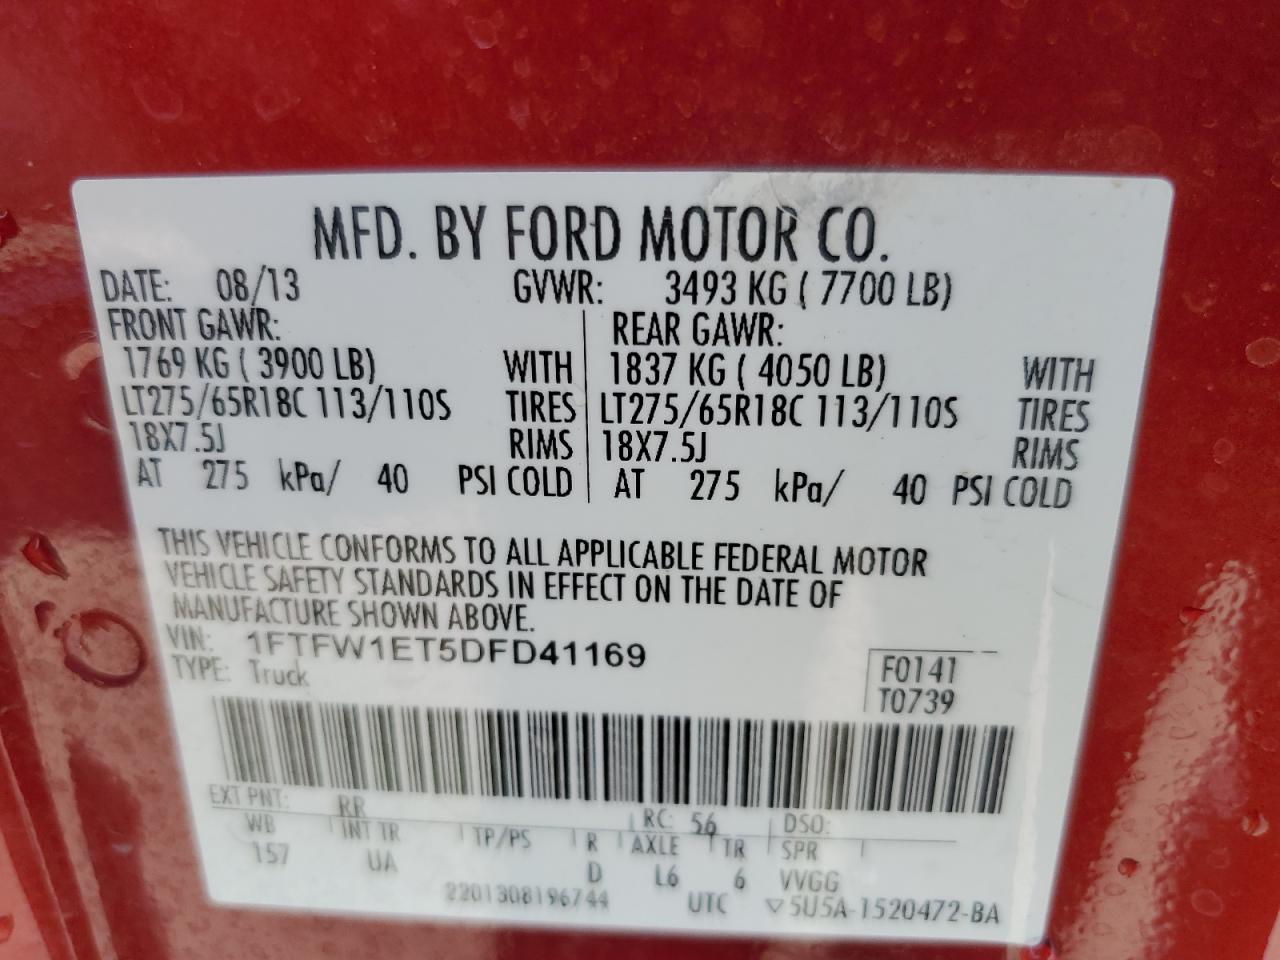 MFD. BY FORD MOTOR CO.
DATE: 08/13 GVWR: 3493 KG ( 7700 LB)
FRONT GAWR: REAR GAWR:
1769 KG ( 3900 LB) WITH 1837 KG ( 4050 LB) WITH
LT275/65R18C 113/110S TIRES LT275/65R18C 113/110S TIRES
18X7.5J RIMS 18X7.5J RIMS
AT 275 kPa/ 40 PSI COLD AT 275 kPa/ 40 PSI COLD
THIS VEHICLE CONFORMS TO ALL APPLICABLE FEDERAL MOTOR
VEHICLE SAFETY STANDARDS IN EFFECT ON THE DATE OF
MANUFACTURE SHOWN ABOVE.
VIN: 1FTFW1ET5DFD41169
TYPE: Truck
F0141
T0739
EXT PNT: RR RC: 56 DSO:
WB INT TR TP/PS R AXLE TR SPR
157 UA D L6 6 VVGG
2201308196744 UTC ▽5U5A-1520472-BA